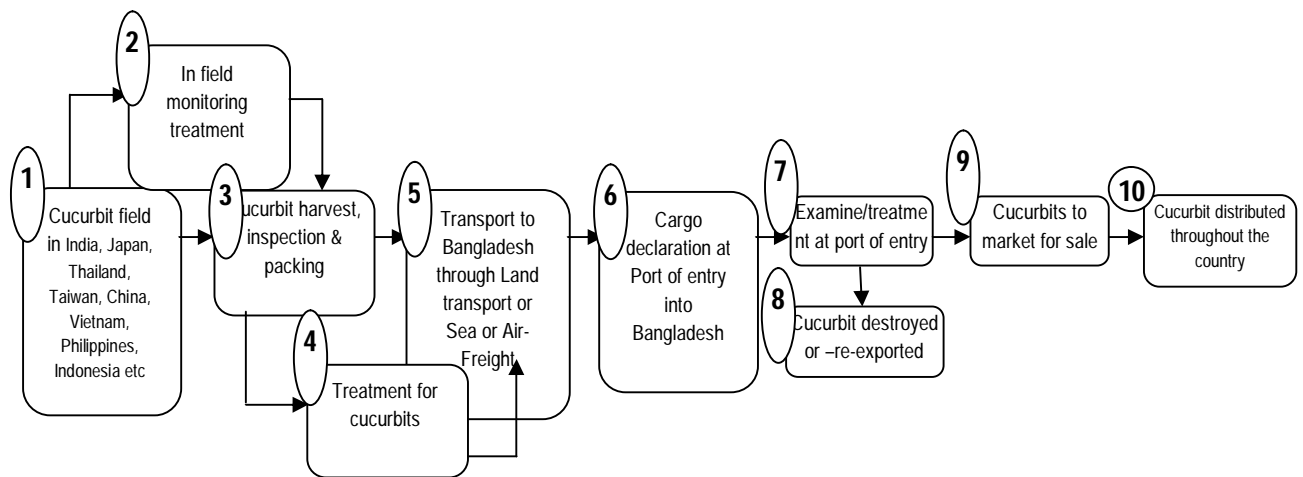 1
Cucurbit field
in India, Japan,
Thailand,
Taiwan, China,
Vietnam,
Philippines,
Indonesia etc
2
In field
monitoring
treatment
3
ucurbit harvest,
inspection &
packing
4
Treatment for
cucurbits
5
Transport to
Bangladesh
through Land
transport or
Sea or Air-
Freight
6
Cargo
declaration at
Port of entry
into
Bangladesh
7
Examine/treatme
nt at port of entry
8
Cucurbit destroyed
or –re-exported
9
Cucurbits to
market for sale
10
Cucurbit distributed
throughout the
country